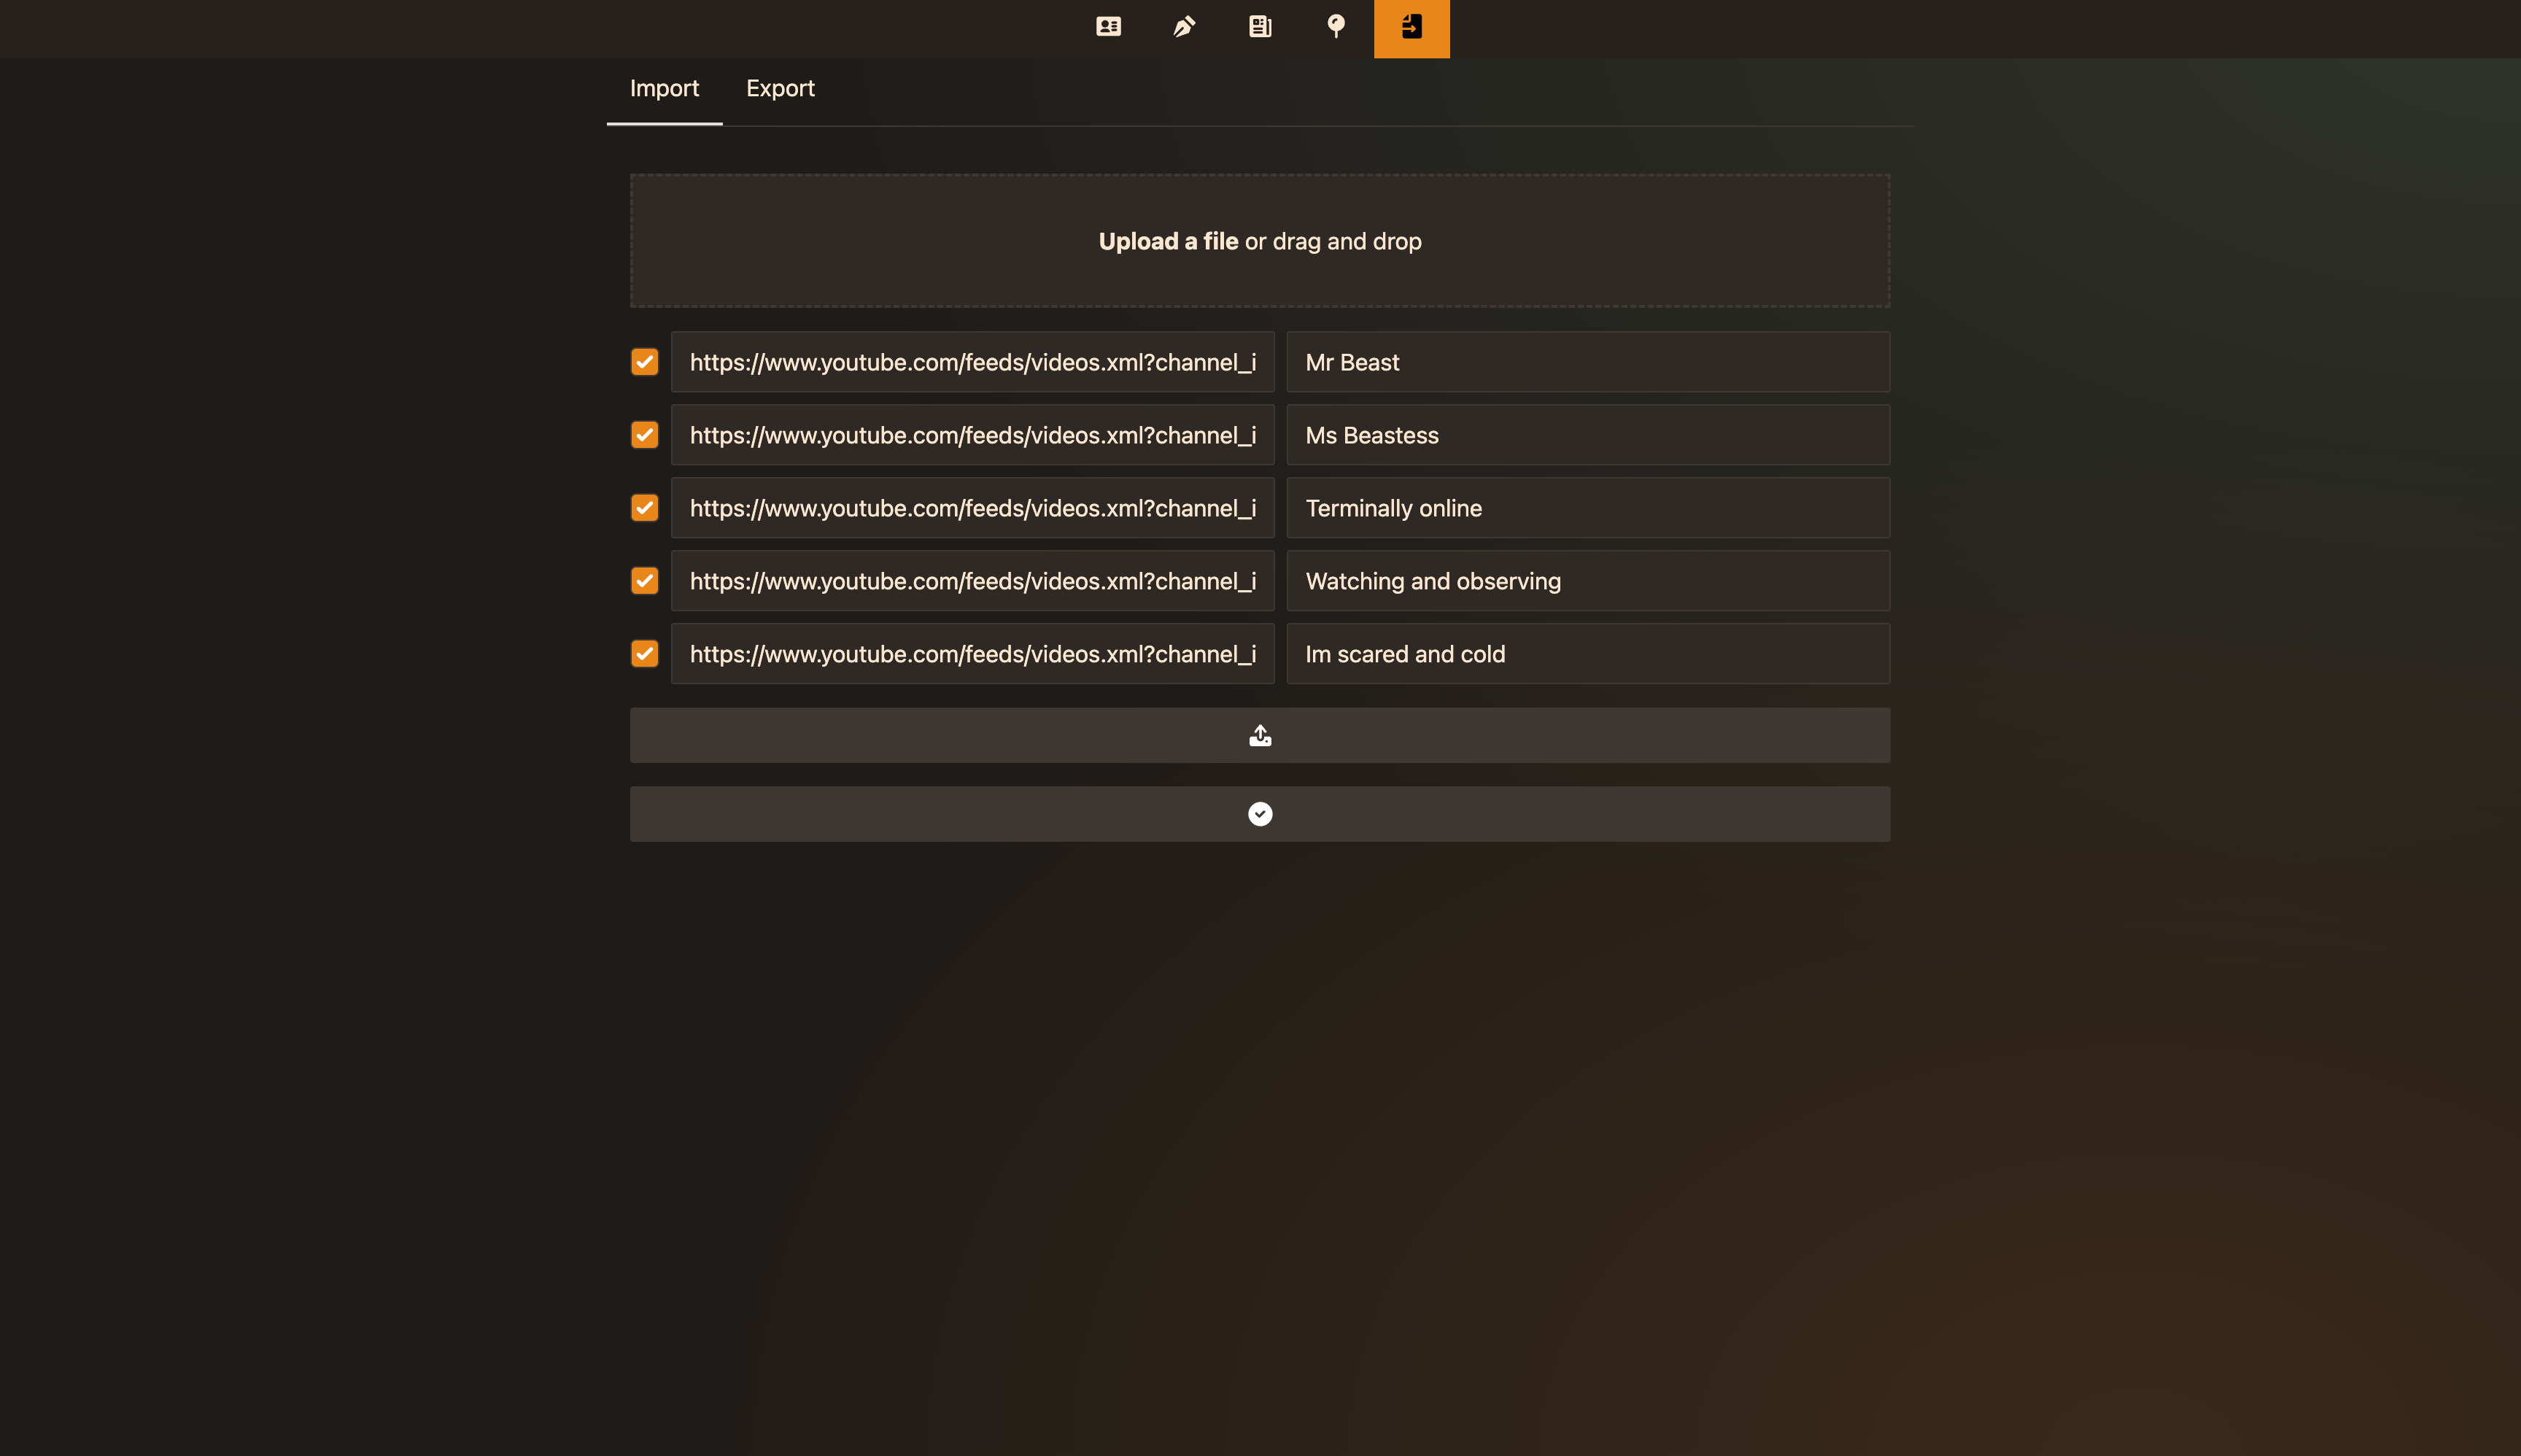 Import Export
Upload a file or drag and drop
https://www.youtube.com/feeds/videos.xml?channel_i Mr Beast
https://www.youtube.com/feeds/videos.xml?channel_i Ms Beastess
https://www.youtube.com/feeds/videos.xml?channel_i Terminally online
https://www.youtube.com/feeds/videos.xml?channel_i Watching and observing
https://www.youtube.com/feeds/videos.xml?channel_i Im scared and cold